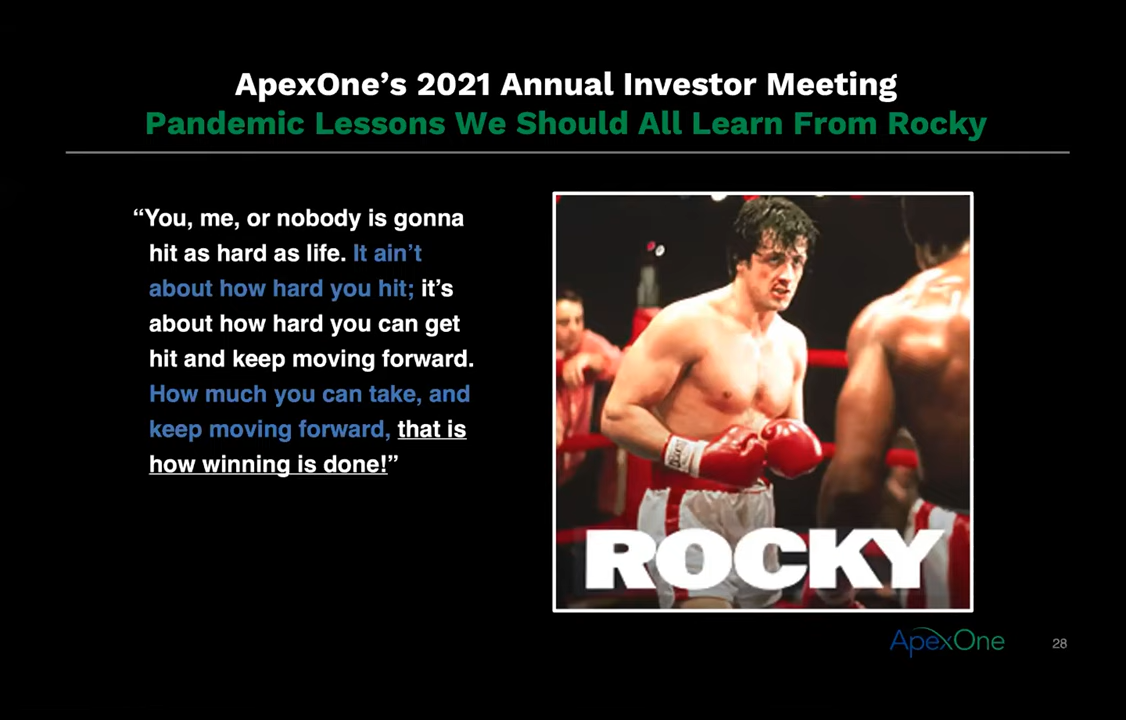 ApexOne’s 2021 Annual Investor Meeting
Pandemic Lessons We Should All Learn From Rocky
“You, me, or nobody is gonna
hit as hard as life. It ain’t
about how hard you hit; it’s
about how hard you can get
hit and keep moving forward.
How much you can take, and
keep moving forward, that is
how winning is done!”
ROCKY
ApexOne
28